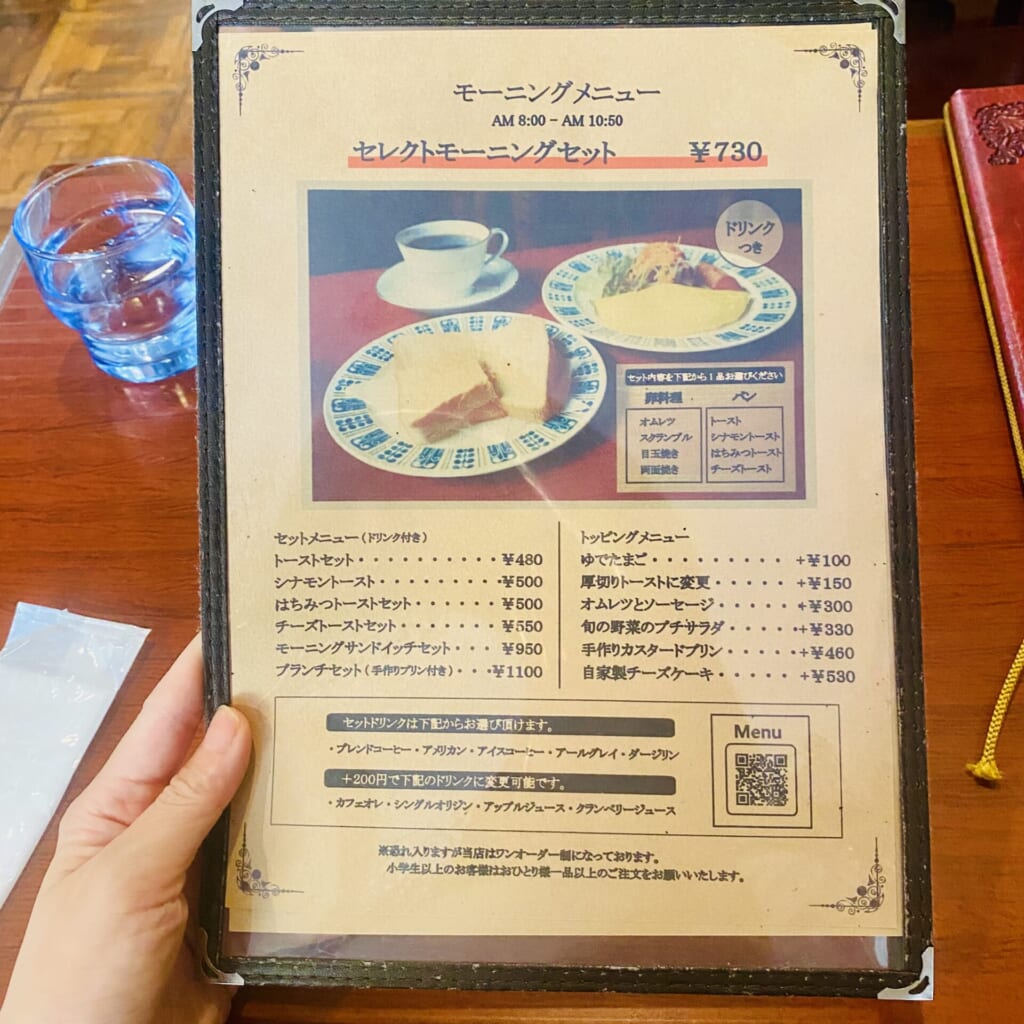 モーニングメニュー
AM 8:00 - AM 10:50
セレクトモーニングセット ¥730
ドリンク
つき
セット内容を下記から1品お選びください
卵料理 パン
オムレツ
スクランブル
目玉焼き
両面焼き
トースト
シナモントースト
はちみつトースト
チーズトースト
セットメニュー(ドリンク付き)
トーストセット・・・・・・・・・・・¥480
シナモントースト・・・・・・・・・¥500
はちみつトーストセット・・・・・・¥500
チーズトーストセット・・・・・・・¥550
モーニングサンドイッチセット・・・¥950
ブランチセット(手作りプリン付き)・・・¥1100
トッピングメニュー
ゆでたまご・・・・・・・・+¥100
厚切りトーストに変更・・・・・+¥150
オムレツとソーセージ・・・・・+¥300
旬の野菜のプチサラダ・・・・・+¥330
手作りカスタードプリン・・・・+¥460
自家製チーズケーキ・・・・・+¥530
セットドリンクは下記からお選び頂けます。
・ブレンドコーヒー・アメリカン・アイスコーヒー・アールグレイ・ダージリン
+200円で下記のドリンクに変更可能です。
・カフェオレ・シングルオリジン・アップルジュース・クランベリージュース
Menu
※恐れ入りますが当店はワンオーダー制になっております。
小学生以上のお客様はおひとり様一品以上のご注文をお願いいたします。